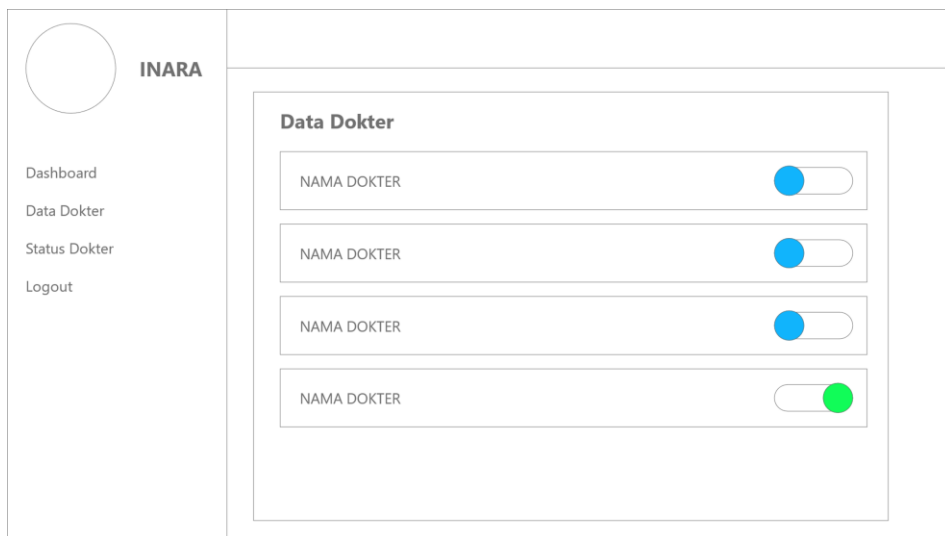 INARA
Dashboard
Data Dokter
Status Dokter
Logout
Data Dokter
NAMA DOKTER
NAMA DOKTER
NAMA DOKTER
NAMA DOKTER